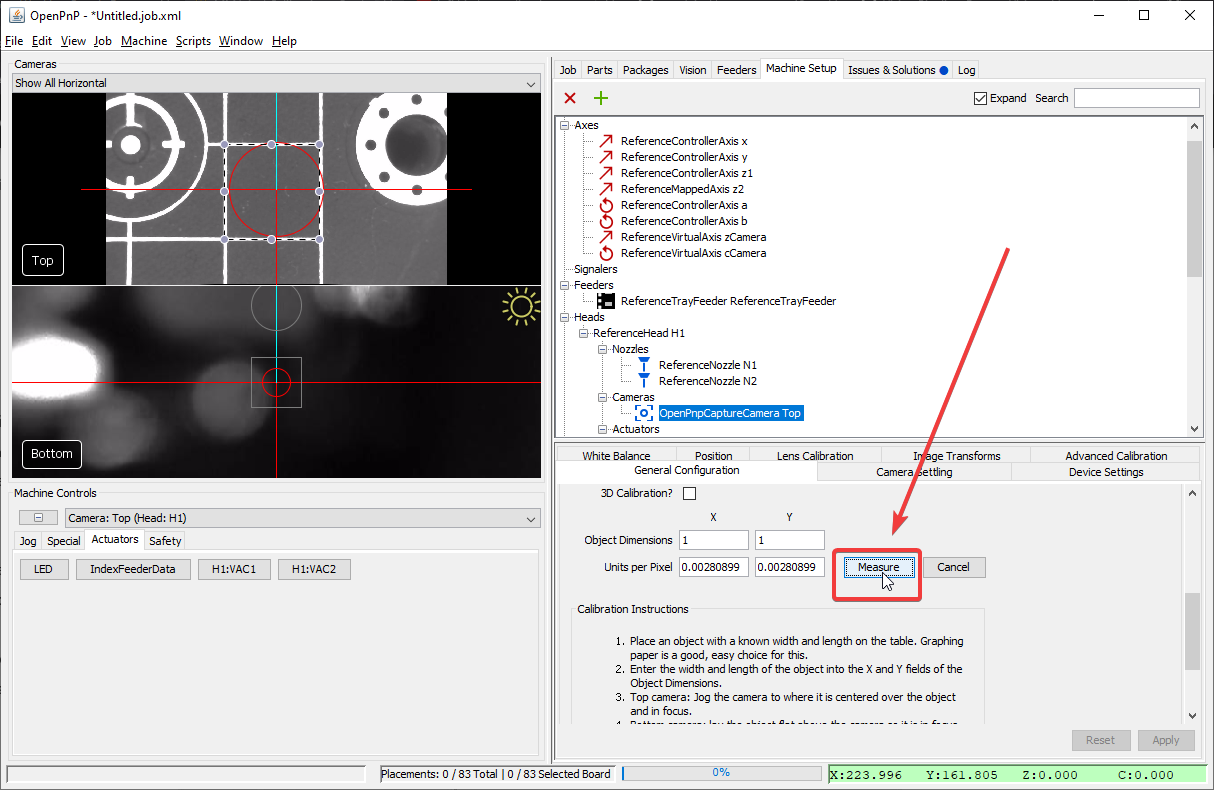 OpenPnP - *Untitled.job.xml
File Edit View Job Machine Scripts Window Help
Cameras
Show All Horizontal
Top
Bottom
Machine Controls
Camera: Top (Head: H1)
Jog Special Actuators Safety
LED IndexFeederData H1:VAC1 H1:VAC2
Job Parts Packages Vision Feeders Machine Setup Issues & Solutions Log
Expand Search
Axes
ReferenceControllerAxis x
ReferenceControllerAxis y
ReferenceControllerAxis z1
ReferenceMappedAxis z2
ReferenceControllerAxis a
ReferenceControllerAxis b
ReferenceVirtualAxis zCamera
ReferenceVirtualAxis cCamera
Signalers
Feeders
ReferenceTrayFeeder ReferenceTrayFeeder
Heads
ReferenceHead H1
Nozzles
ReferenceNozzle N1
ReferenceNozzle N2
Cameras
OpenPnpCaptureCamera Top
Actuators
White Balance Position Lens Calibration Image Transforms Advanced Calibration
General Configuration Camera Settling Device Settings
3D Calibration?
X Y
Object Dimensions 1 1
Units per Pixel 0.00280899 0.00280899 Measure Cancel
Calibration Instructions
1. Place an object with a known width and length on the table. Graphing
paper is a good, easy choice for this.
2. Enter the width and length of the object into the X and Y fields of the
Object Dimensions.
3. Top camera: Jog the camera to where it is centered over the object
and in focus.
Reset Apply
Placements: 0 / 83 Total | 0 / 83 Selected Board 0% X:223.996 Y:161.805 Z:0.000 C:0.000